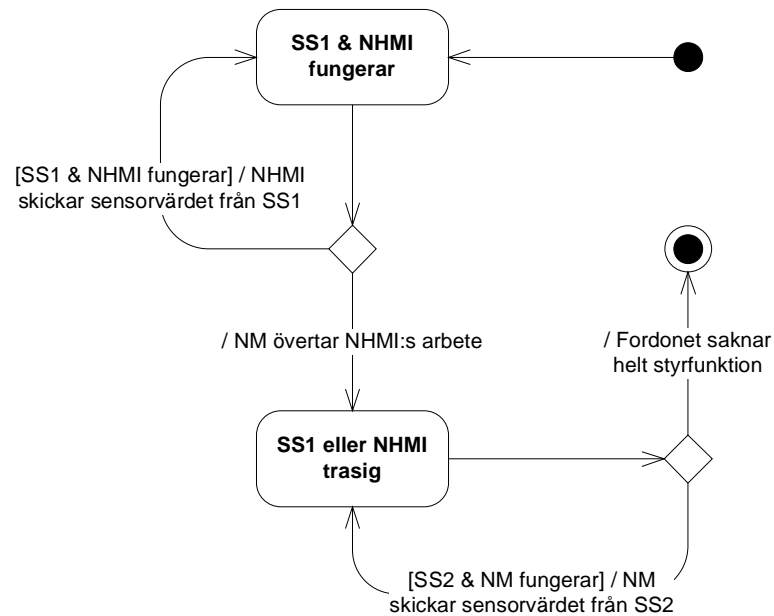 SS1 & NHMI
fungerar
[SS1 & NHMI fungerar] / NHMI
skickar sensorvärdet från SS1
/ NM övertar NHMI:s arbete
/ Fordonet saknar
helt styrfunktion
SS1 eller NHMI
trasig
[SS2 & NM fungerar] / NM
skickar sensorvärdet från SS2